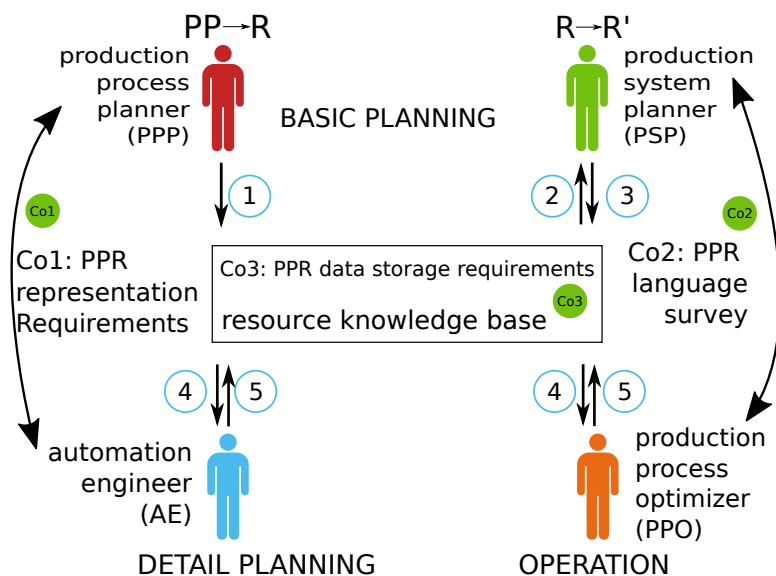 PP→R
production
process
planner
(PPP)
R→R'
production
system
planner
(PSP)
BASIC PLANNING
1
2
3
Co1
Co2
Co1: PPR
representation
Requirements
Co3: PPR data storage requirements
resource knowledge base
Co3
Co2: PPR
language
survey
4
5
4
5
automation
engineer
(AE)
production
process
optimizer
(PPO)
DETAIL PLANNING
OPERATION